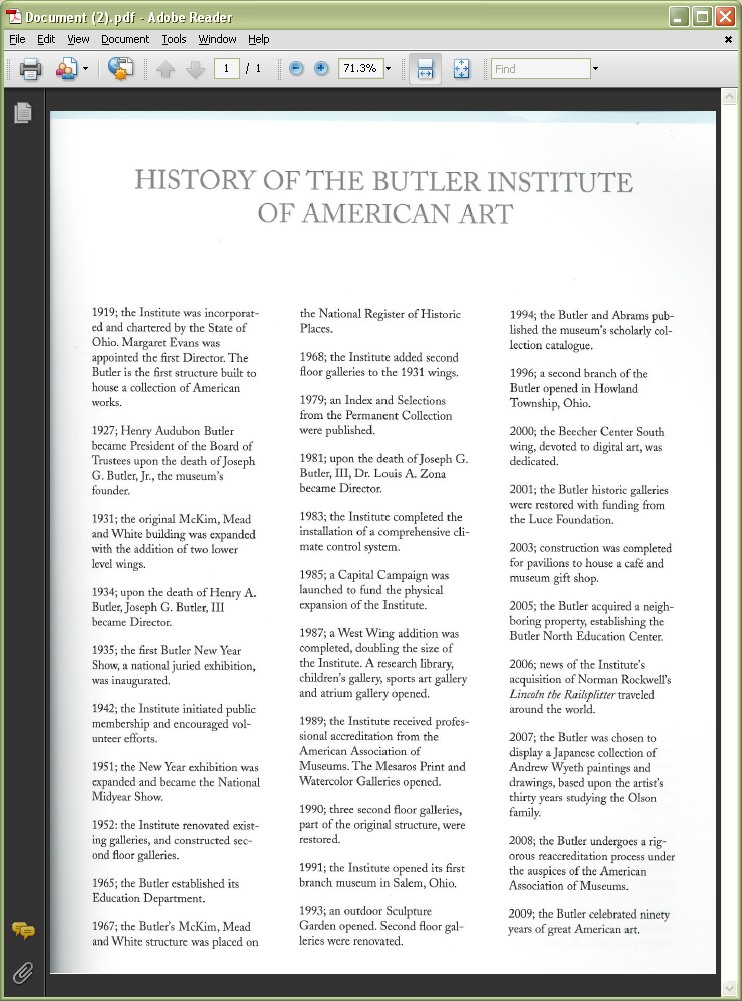 Document (2).pdf - Adobe Reader
File Edit View Document Tools Window Help
1 / 1 71.3% Find
HISTORY OF THE BUTLER INSTITUTE
OF AMERICAN ART
1919; the Institute was incorporat-
ed and chartered by the State of
Ohio. Margaret Evans was
appointed the first Director. The
Butler is the first structure built to
house a collection of American
works.
1927; Henry Audubon Butler
became President of the Board of
Trustees upon the death of Joseph
G. Butler, Jr., the museum's
founder.
1931; the original McKim, Mead
and White building was expanded
with the addition of two lower
level wings.
1934; upon the death of Henry A.
Butler, Joseph G. Butler, III
became Director.
1935; the first Butler New Year
Show, a national juried exhibition,
was inaugurated.
1942; the Institute initiated public
membership and encouraged vol-
unteer efforts.
1951; the New Year exhibition was
expanded and became the National
Midyear Show.
1952: the Institute renovated exist-
ing galleries, and constructed sec-
ond floor galleries.
1965; the Butler established its
Education Department.
1967; the Butler's McKim, Mead
and White structure was placed on
the National Register of Historic
Places.
1968; the Institute added second
floor galleries to the 1931 wings.
1979; an Index and Selections
from the Permanent Collection
were published.
1981; upon the death of Joseph G.
Butler, III, Dr. Louis A. Zona
became Director.
1983; the Institute completed the
installation of a comprehensive cli-
mate control system.
1985; a Capital Campaign was
launched to fund the physical
expansion of the Institute.
1987; a West Wing addition was
completed, doubling the size of
the Institute. A research library,
children's gallery, sports art gallery
and atrium gallery opened.
1989; the Institute received profes-
sional accreditation from the
American Association of
Museums. The Mesaros Print and
Watercolor Galleries opened.
1990; three second floor galleries,
part of the original structure, were
restored.
1991; the Institute opened its first
branch museum in Salem, Ohio.
1993; an outdoor Sculpture
Garden opened. Second floor gal-
leries were renovated.
1994; the Butler and Abrams pub-
lished the museum's scholarly col-
lection catalogue.
1996; a second branch of the
Butler opened in Howland
Township, Ohio.
2000; the Beecher Center South
wing, devoted to digital art, was
dedicated.
2001; the Butler historic galleries
were restored with funding from
the Luce Foundation.
2003; construction was completed
for pavilions to house a café and
museum gift shop.
2005; the Butler acquired a neigh-
boring property, establishing the
Butler North Education Center.
2006; news of the Institute's
acquisition of Norman Rockwell's
Lincoln the Railsplitter traveled
around the world.
2007; the Butler was chosen to
display a Japanese collection of
Andrew Wyeth paintings and
drawings, based upon the artist's
thirty years studying the Olson
family.
2008; the Butler undergoes a rig-
orous reaccreditation process under
the auspices of the American
Association of Museums.
2009; the Butler celebrated ninety
years of great American art.